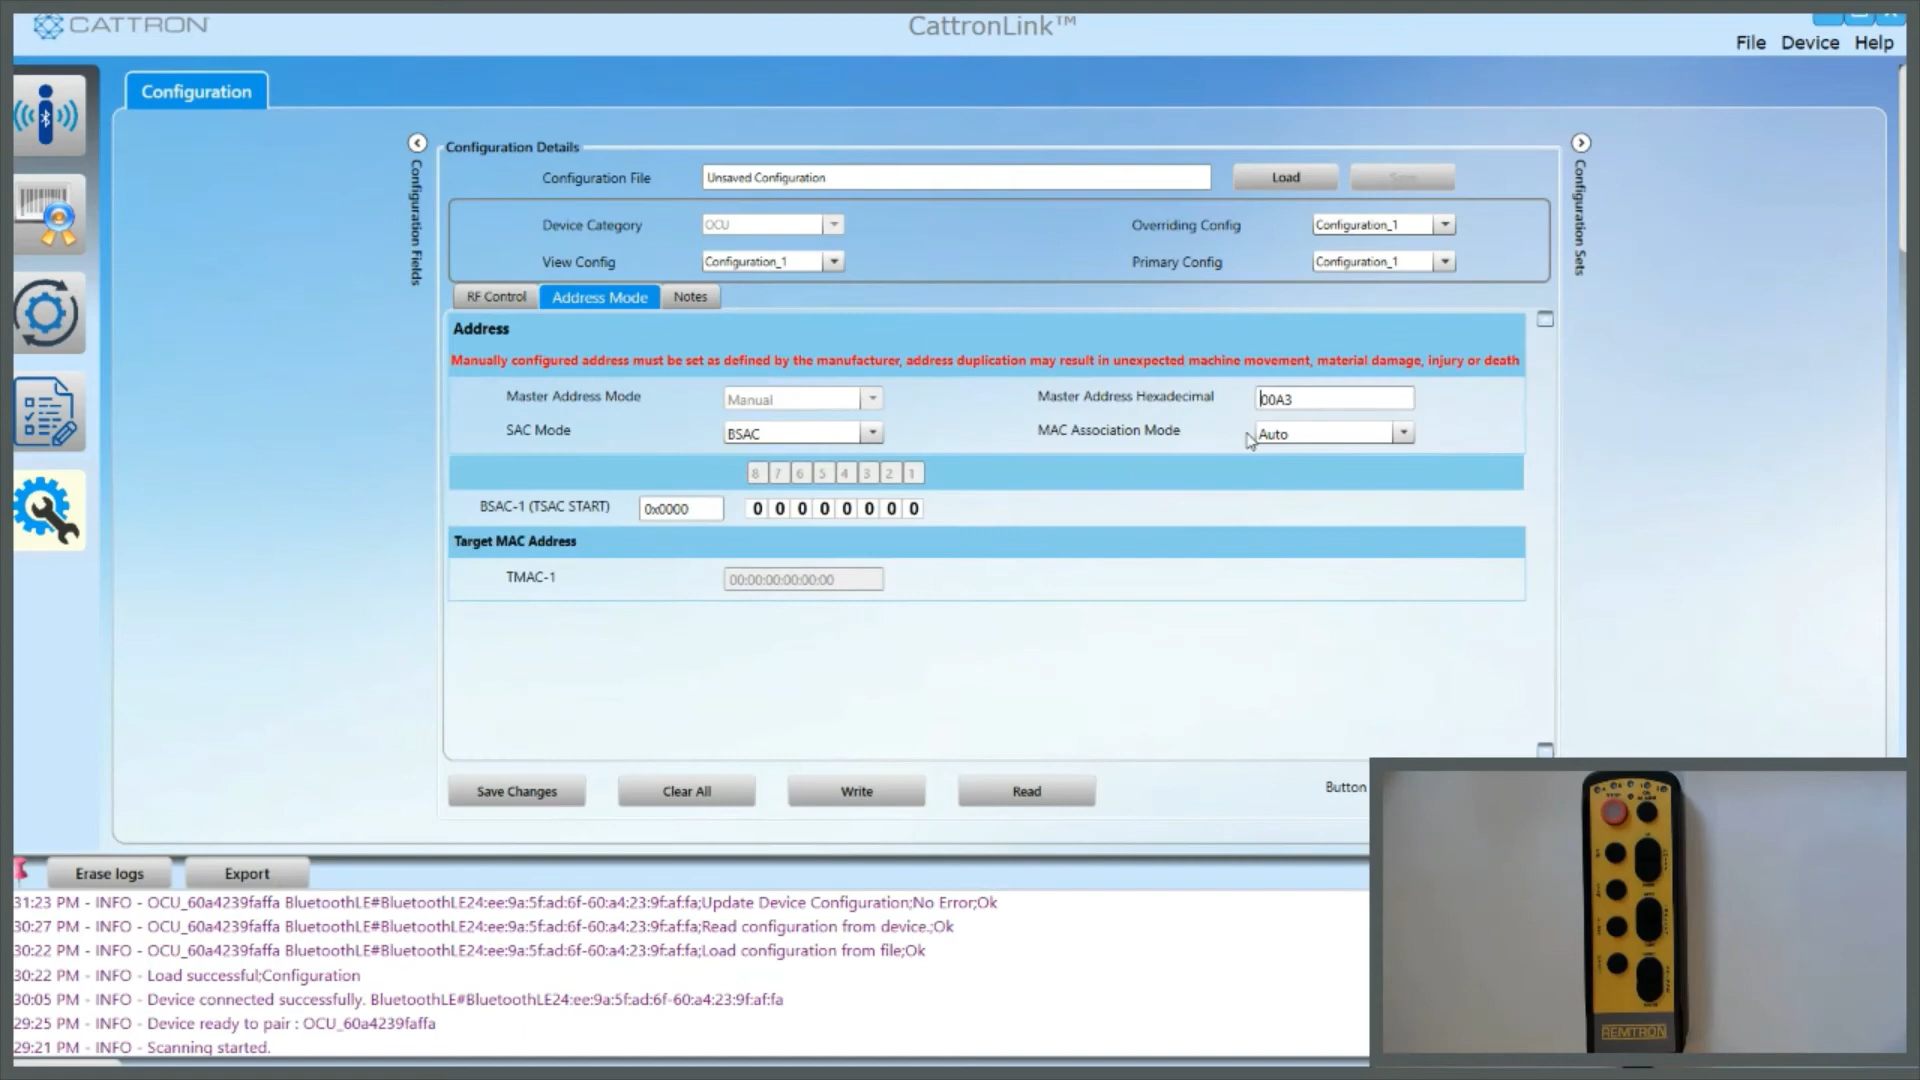 CATTRON
CattronLink™
File Device Help
Configuration
Configuration Fields
Configuration Details
Configuration File Unsaved Configuration Load
Device Category OCU Overriding Config Configuration_1
View Config Configuration_1 Primary Config Configuration_1
Configuration Sets
RF Control Address Mode Notes
Address
Manually configured address must be set as defined by the manufacturer, address duplication may result in unexpected machine movement, material damage, injury or death
Master Address Mode Manual Master Address Hexadecimal 00A3
SAC Mode BSAC MAC Association Mode Auto
8 7 6 5 4 3 2 1
BSAC-1 (TSAC START) 0x0000 0 0 0 0 0 0 0 0
Target MAC Address
TMAC-1 00:00:00:00:00:00
Save Changes Clear All Write Read Button
Erase logs Export
31:23 PM - INFO - OCU_60a4239faffa BluetoothLE#BluetoothLE24:ee:9a:5f:ad:6f-60:a4:23:9f:af:fa;Update Device Configuration;No Error;Ok
30:27 PM - INFO - OCU_60a4239faffa BluetoothLE#BluetoothLE24:ee:9a:5f:ad:6f-60:a4:23:9f:af:fa;Read configuration from device.;Ok
30:22 PM - INFO - OCU_60a4239faffa BluetoothLE#BluetoothLE24:ee:9a:5f:ad:6f-60:a4:23:9f:af:fa;Load configuration from file;Ok
30:22 PM - INFO - Load successful;Configuration
30:05 PM - INFO - Device connected successfully. BluetoothLE#BluetoothLE24:ee:9a:5f:ad:6f-60:a4:23:9f:af:fa
29:25 PM - INFO - Device ready to pair : OCU_60a4239faffa
29:21 PM - INFO - Scanning started.
REMTRON